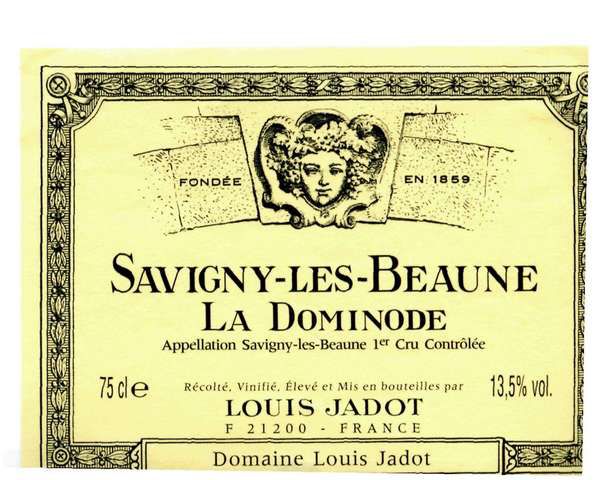 FONDÉE EN 1859
SAVIGNY-LES-BEAUNE
LA DOMINODE
Appellation Savigny-les-Beaune 1er Cru Contrôlée
75 cl e Récolté, Vinifié, Élevé et Mis en bouteilles par 13,5% vol.
LOUIS JADOT
F 21200 - FRANCE
Domaine Louis Jadot